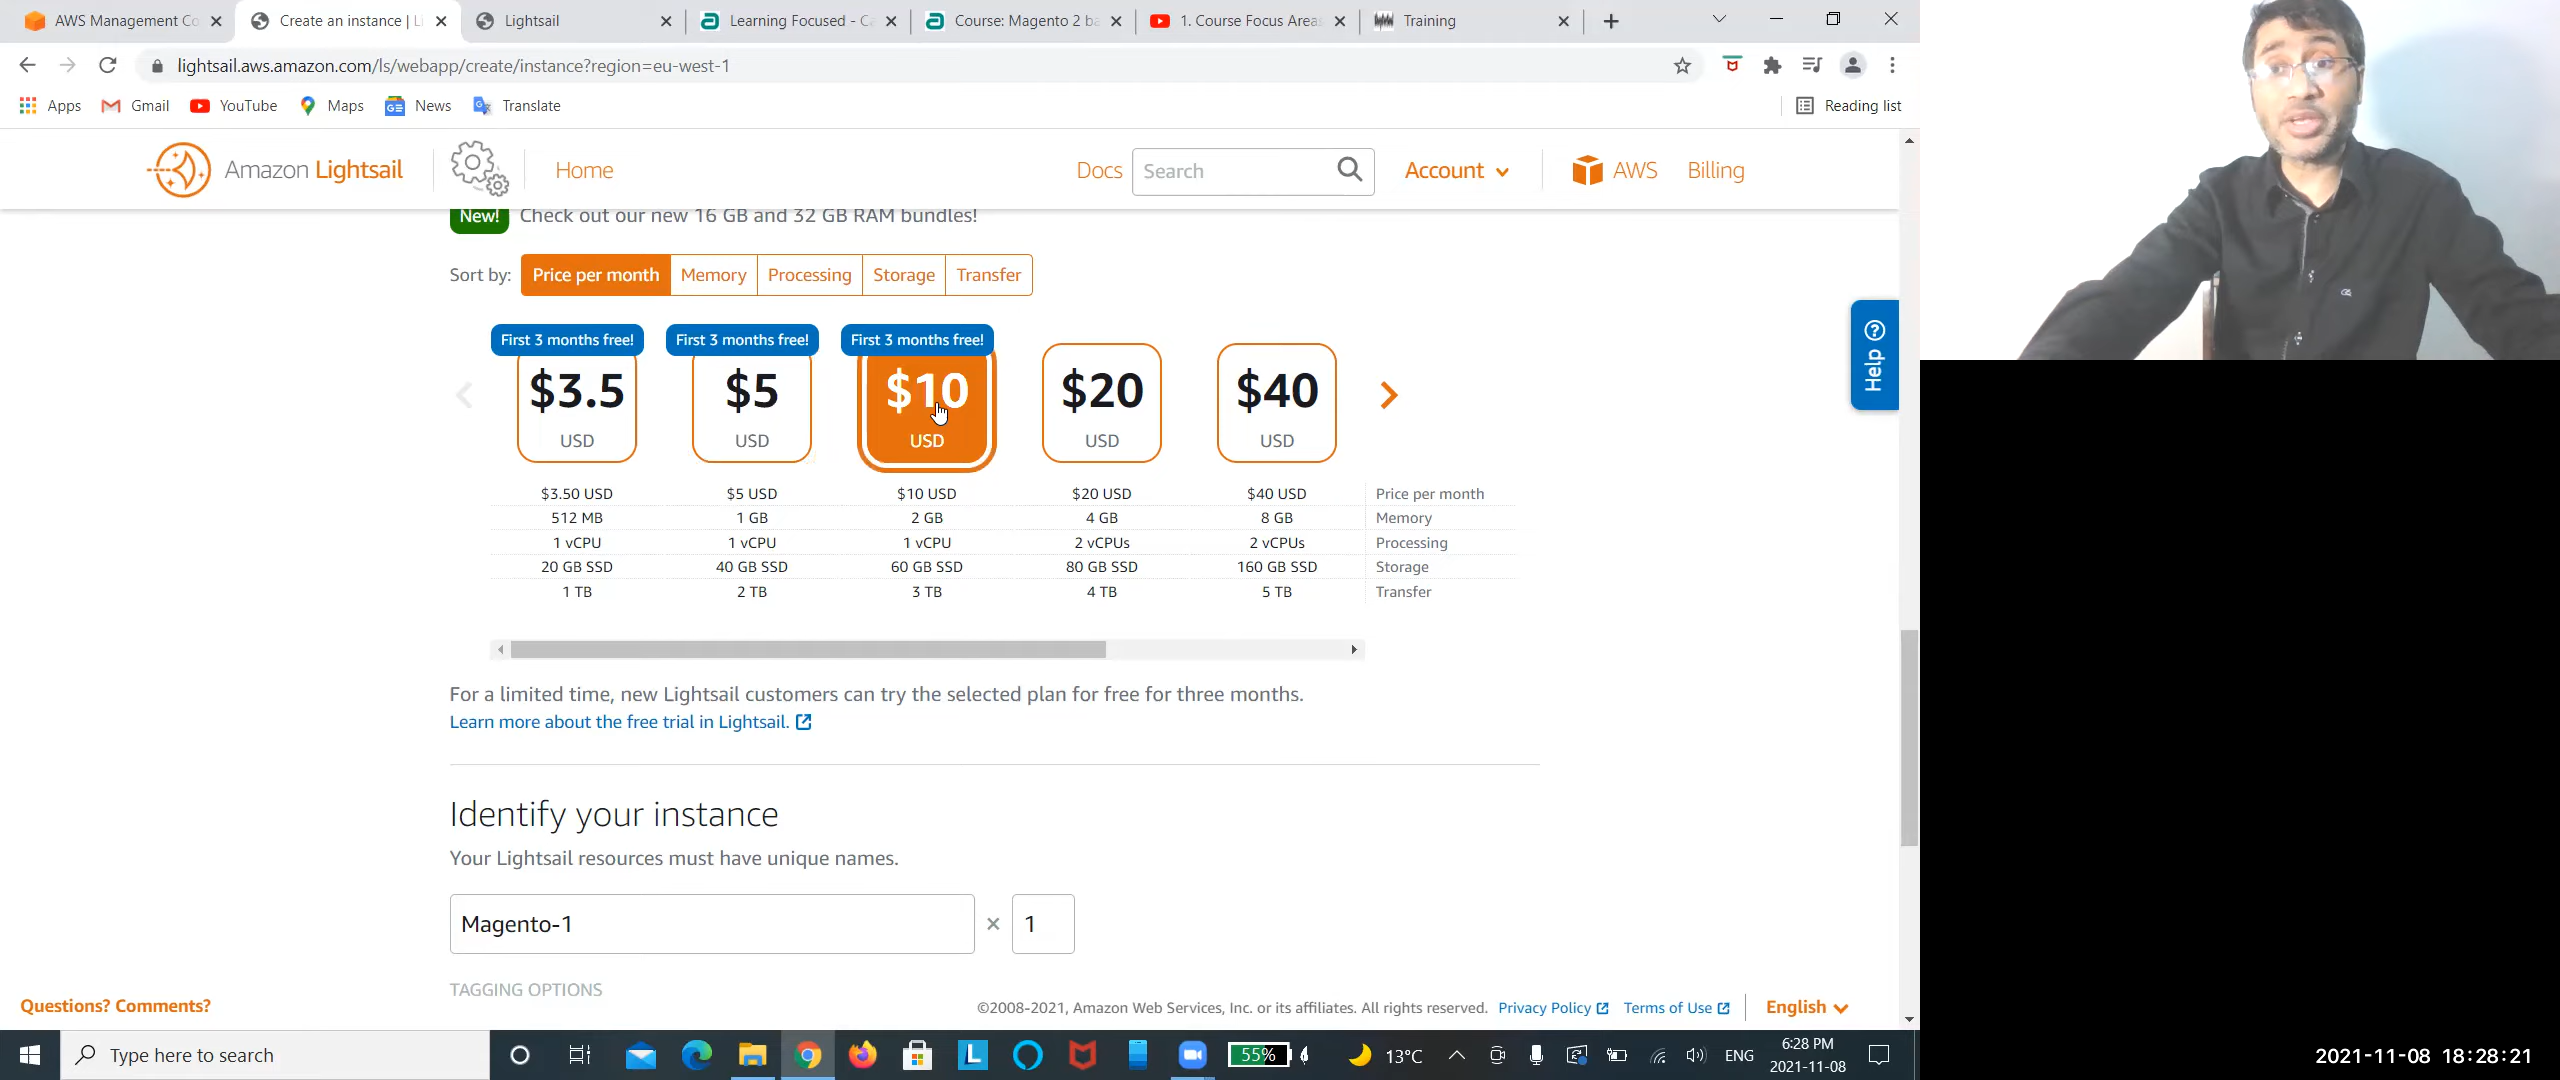 AWS Management Co
Create an instance | Li
Lightsail
Learning Focused - Ca
Course: Magento 2 ba
1. Course Focus Areas
Training
lightsail.aws.amazon.com/ls/webapp/create/instance?region=eu-west-1
Apps
Gmail
YouTube
Maps
News
Translate
Reading list
Amazon Lightsail
Home
Docs
Search
Account
AWS
Billing
New! Check out our new 16 GB and 32 GB RAM bundles!
Sort by: Price per month Memory Processing Storage Transfer
First 3 months free! First 3 months free! First 3 months free!
$3.5 $5 $10 $20 $40
USD USD USD USD USD
$3.50 USD $5 USD $10 USD $20 USD $40 USD Price per month
512 MB 1 GB 2 GB 4 GB 8 GB Memory
1 vCPU 1 vCPU 1 vCPU 2 vCPUs 2 vCPUs Processing
20 GB SSD 40 GB SSD 60 GB SSD 80 GB SSD 160 GB SSD Storage
1 TB 2 TB 3 TB 4 TB 5 TB Transfer
Help
For a limited time, new Lightsail customers can try the selected plan for free for three months.
Learn more about the free trial in Lightsail.
Identify your instance
Your Lightsail resources must have unique names.
Magento-1 × 1
TAGGING OPTIONS
Questions? Comments?
©2008-2021, Amazon Web Services, Inc. or its affiliates. All rights reserved. Privacy Policy Terms of Use English
Type here to search
L
55%
13°C
ENG
6:28 PM
2021-11-08
2021-11-08 18:28:21